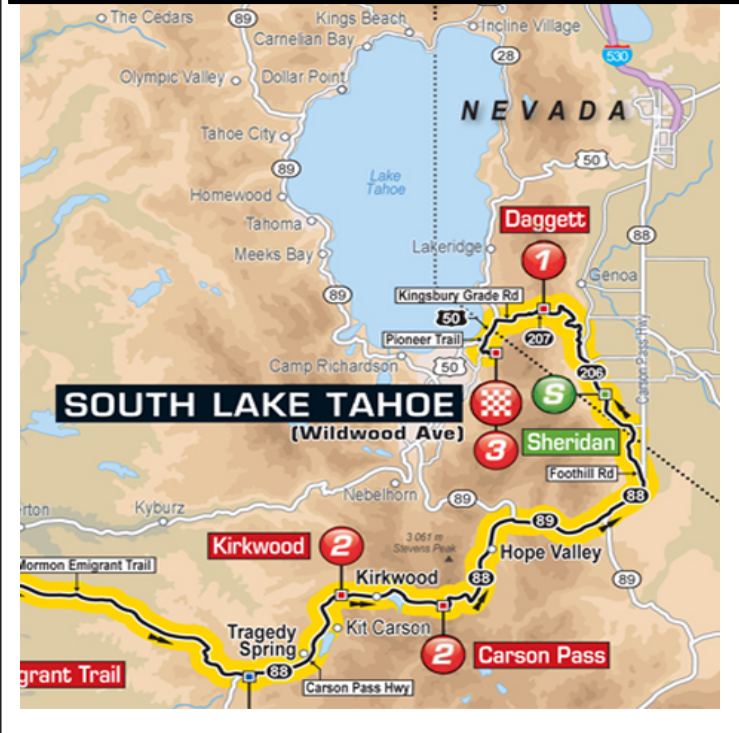 The Cedars
Kings Beach
Incline Village
Carnelian Bay
28
530
Olympic Valley
Dollar Point
NEVADA
Tahoe City
50
89
Lake
Tahoe
Homewood
Daggett
Tahoma
88
Lakeridge
1
Meeks Bay
Genoa
89
Kingsbury Grade Rd
50
207
Pioneer Trail
Carson Pass Hwy
Camp Richardson
50
206
SOUTH LAKE TAHOE
(Wildwood Ave)
S
3
Sheridan
Foothill Rd
Nebelhorn
89
88
rton
Kyburz
89
Kirkwood
2
3 061 m
Stevens Peak
Hope Valley
Mormon Emigrant Trail
Kirkwood
88
89
Tragedy
Spring
Kit Carson
2
Carson Pass
grant Trail
88
Carson Pass Hwy